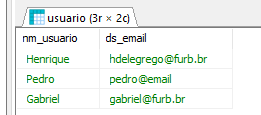 usuario (3r × 2c)
nm_usuario ds_email
Henrique hdelegrego@furb.br
Pedro pedro@email
Gabriel gabriel@furb.br